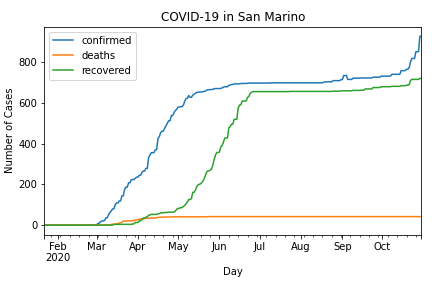 COVID-19 in San Marino
confirmed
deaths
recovered
Number of Cases
800
600
400
200
0
Feb
2020
Mar
Apr
May
Jun
Jul
Aug
Sep
Oct
Day